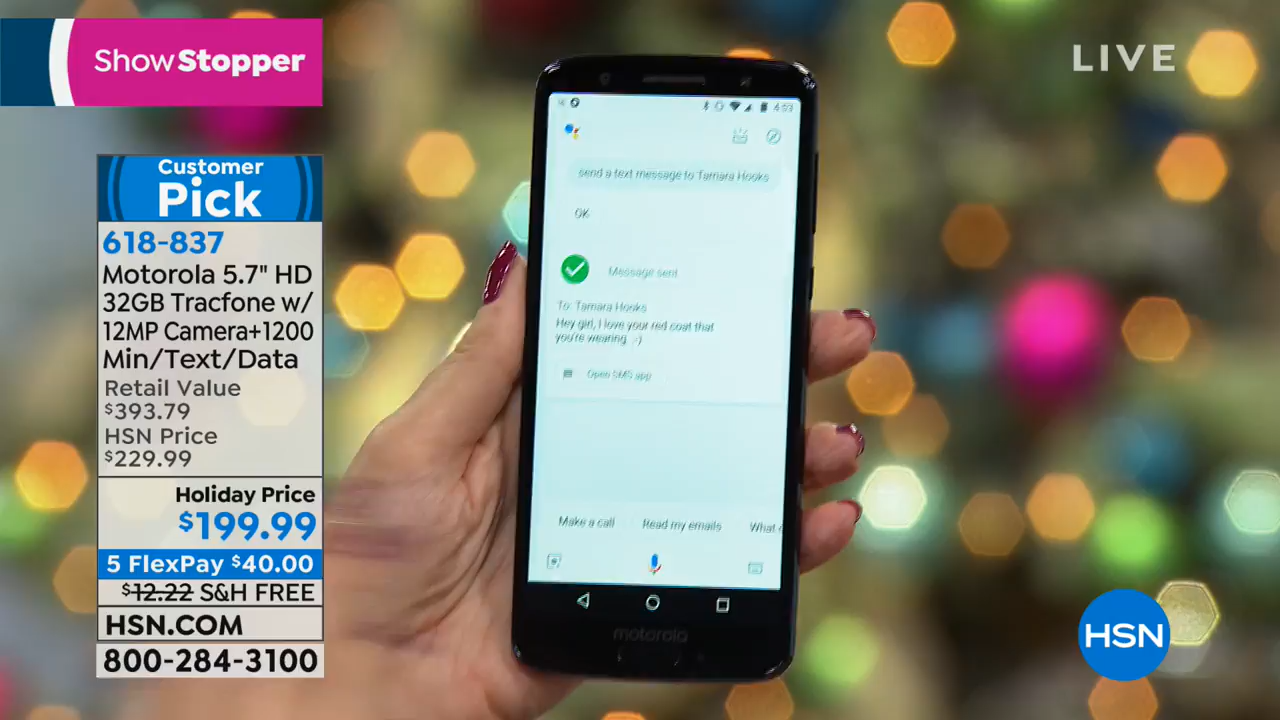 ShowStopper
LIVE
Customer
Pick
618-837
Motorola 5.7" HD
32GB Tracfone w/
12MP Camera+1200
Min/Text/Data
Retail Value
$393.79
HSN Price
$229.99
Holiday Price
$199.99
5 FlexPay $40.00
$12.22 S&H FREE
HSN.COM
800-284-3100
4:53
send a text message to Tamara Hooks
OK
Message sent
To: Tamara Hooks
Hey girl, I love your red coat that
you're wearing :-)
Open SMS app
Make a call Read my emails What
motorola
HSN